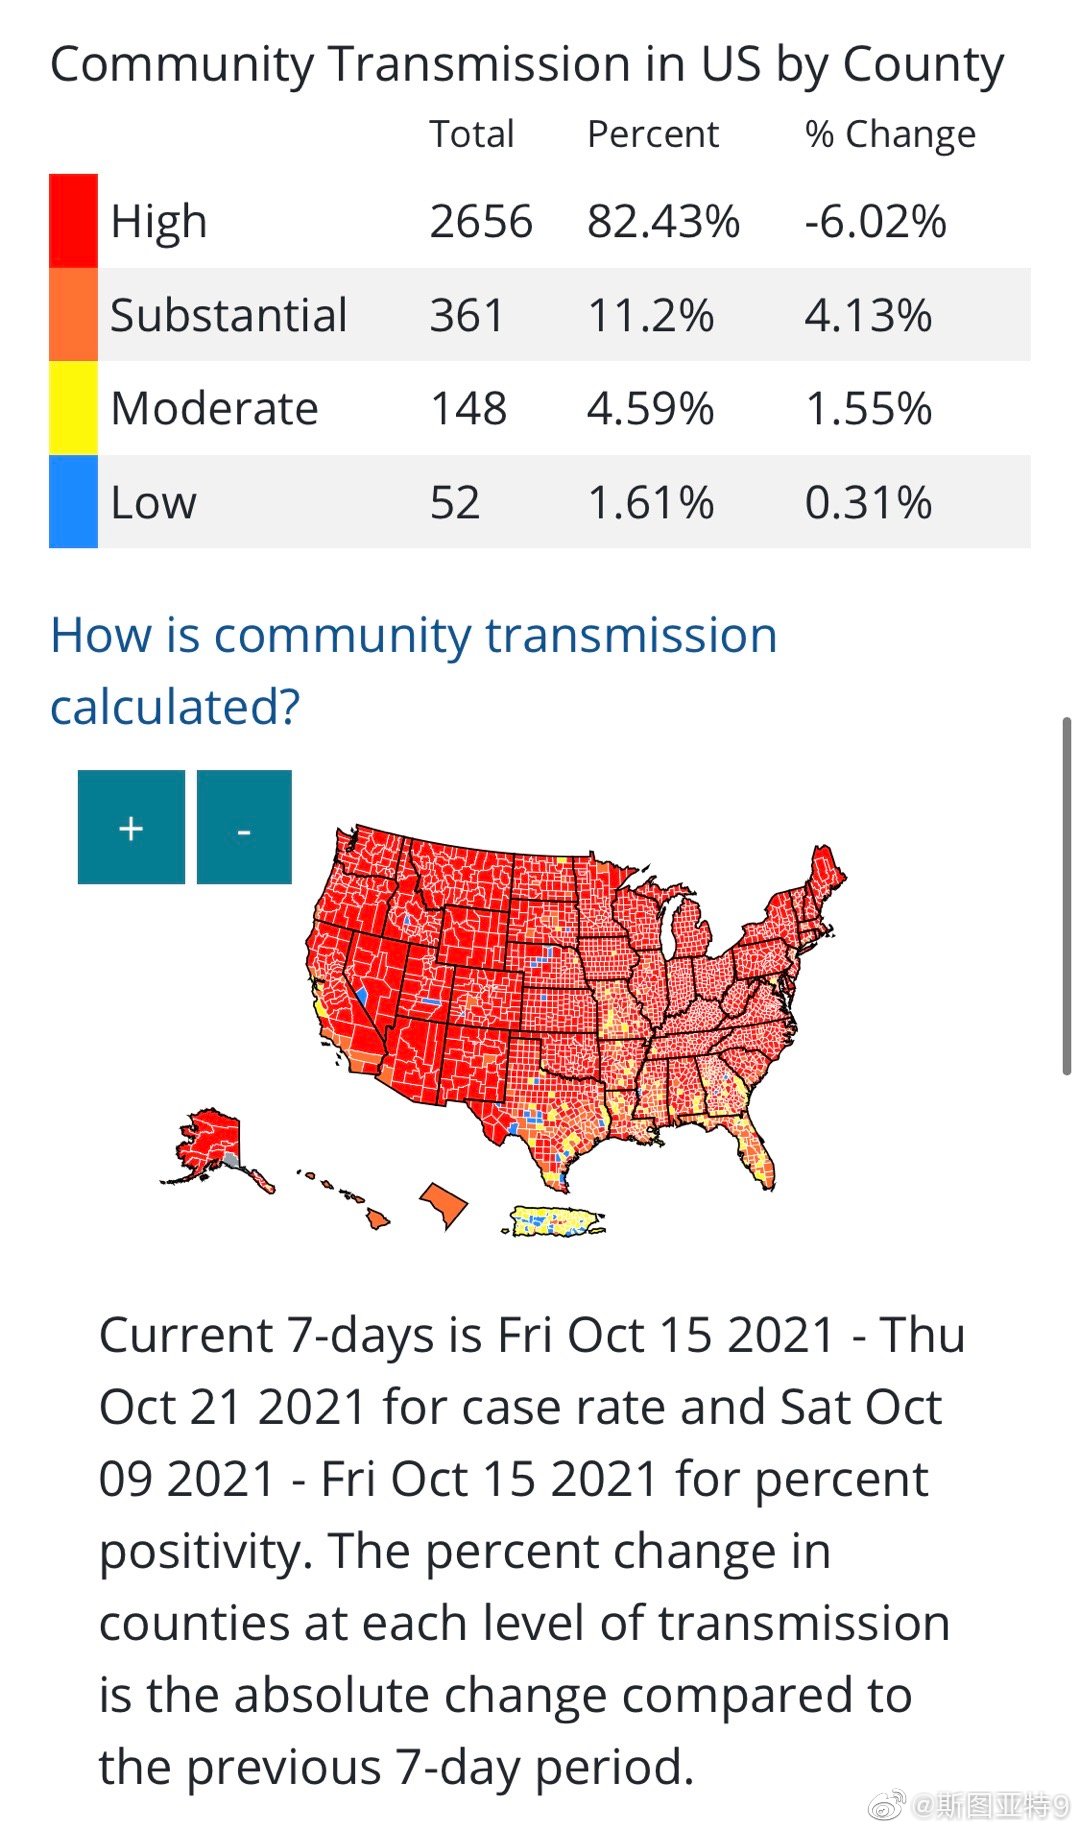 Community Transmission in US by County
Total Percent % Change
High 2656 82.43% -6.02%
Substantial 361 11.2% 4.13%
Moderate 148 4.59% 1.55%
Low 52 1.61% 0.31%
How is community transmission
calculated?
+ -
Current 7-days is Fri Oct 15 2021 - Thu
Oct 21 2021 for case rate and Sat Oct
09 2021 - Fri Oct 15 2021 for percent
positivity. The percent change in
counties at each level of transmission
is the absolute change compared to
the previous 7-day period.
@斯图亚特9